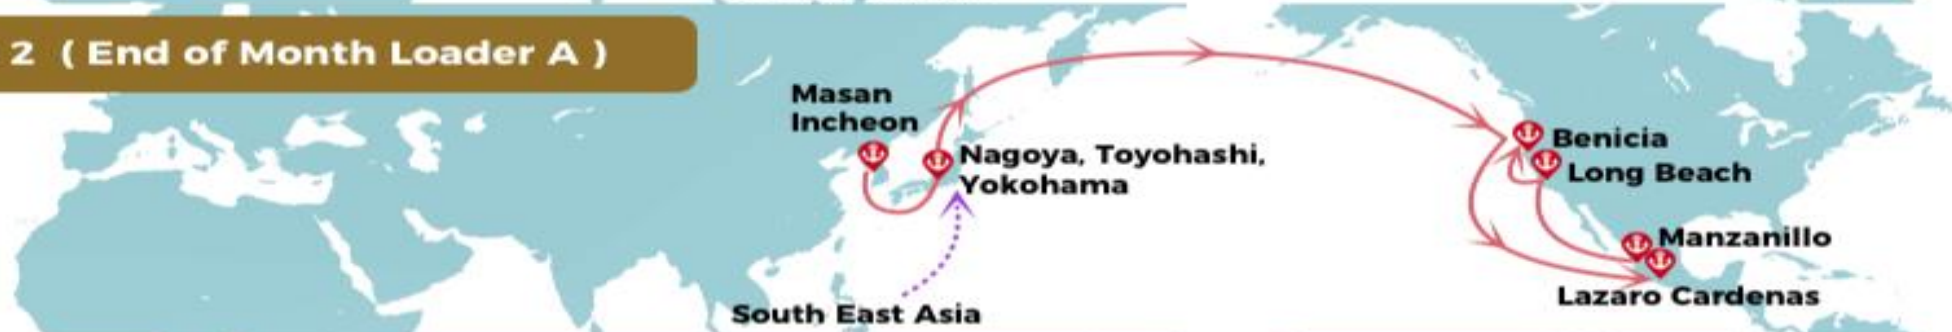 2 ( End of Month Loader A )
Masan
Incheon
Nagoya, Toyohashi,
Yokohama
South East Asia
Benicia
Long Beach
Manzanillo
Lazaro Cardenas